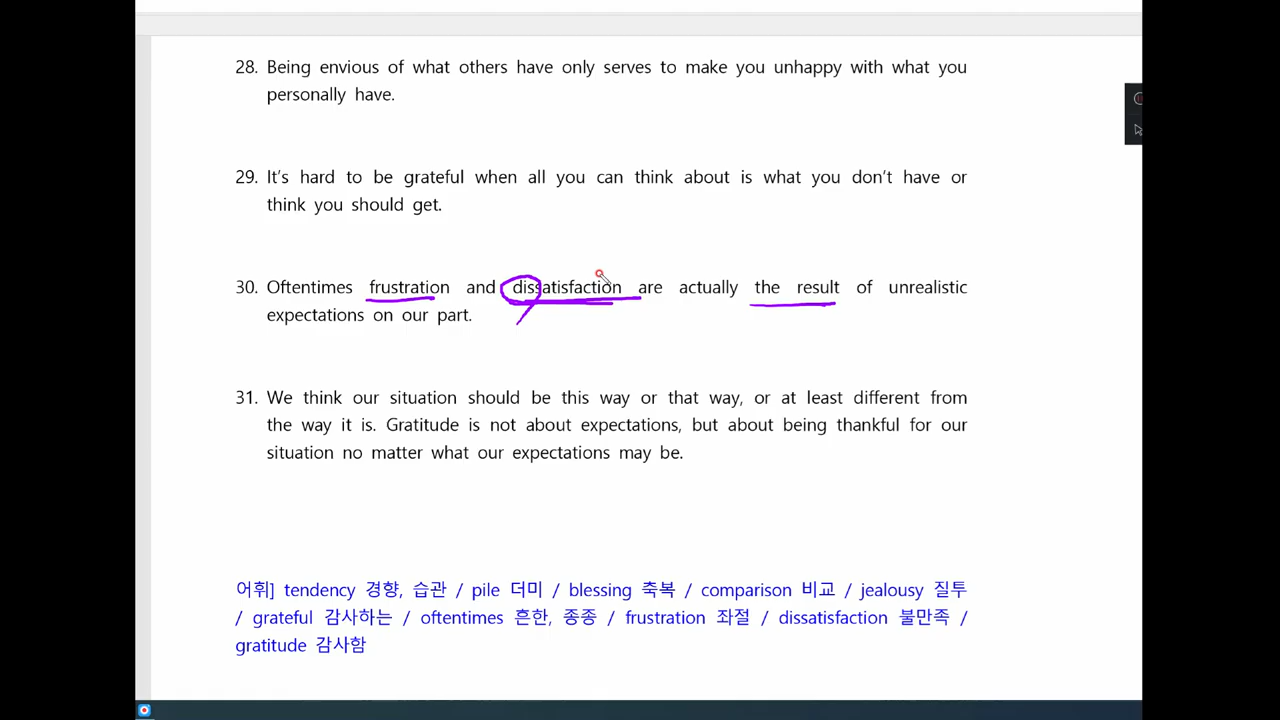 28. Being envious of what others have only serves to make you unhappy with what you
personally have.
29. It's hard to be grateful when all you can think about is what you don't have or
think you should get.
30. Oftentimes frustration and dissatisfaction are actually the result of unrealistic
expectations on our part.
31. We think our situation should be this way or that way, or at least different from
the way it is. Gratitude is not about expectations, but about being thankful for our
situation no matter what our expectations may be.
어휘] tendency 경향, 습관 / pile 더미 / blessing 축복 / comparison 비교 / jealousy 질투
/ grateful 감사하는 / oftentimes 흔한, 종종 / frustration 좌절 / dissatisfaction 불만족 /
gratitude 감사함